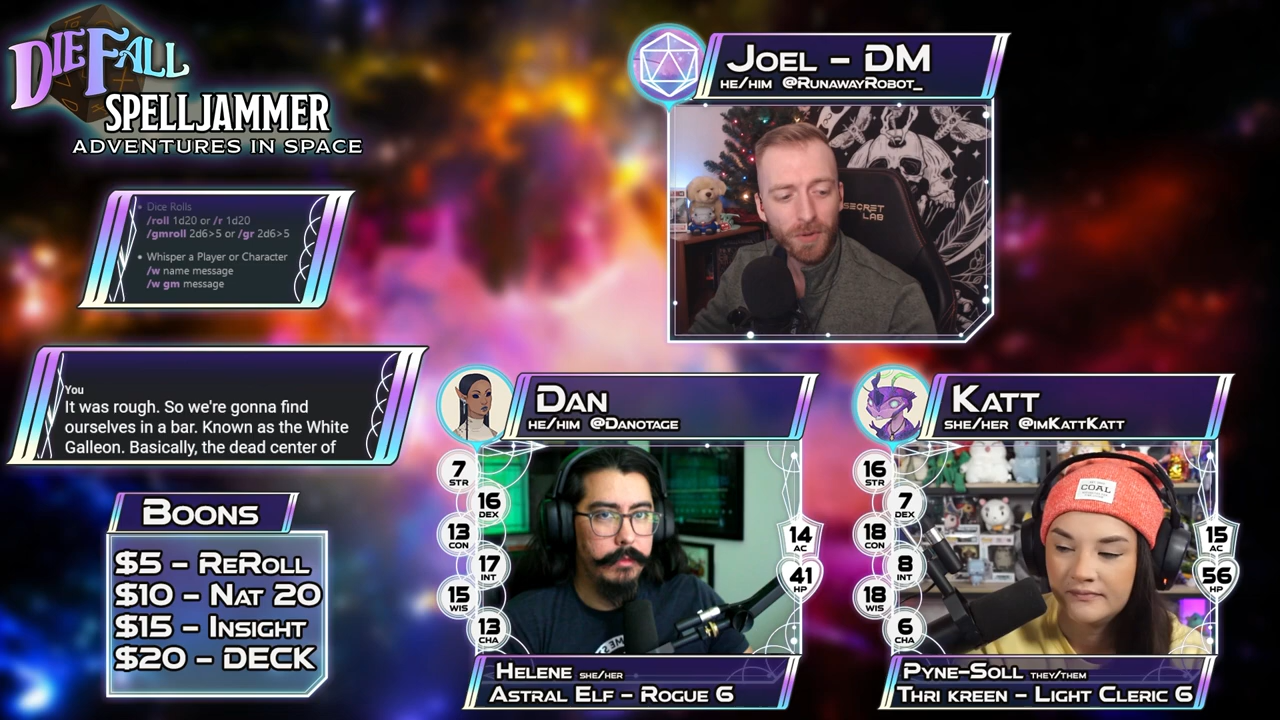 DIEFALL
SPELLJAMMER
ADVENTURES IN SPACE
JOEL – DM
HE/HIM @RUNAWAYROBOT_
SECRET
LAB
• Dice Rolls
/roll 1d20 or /r 1d20
/gmroll 2d6>5 or /gr 2d6>5
• Whisper a Player or Character
/w name message
/w gm message
You
It was rough. So we're gonna find
ourselves in a bar. Known as the White
Galleon. Basically, the dead center of
BOONS
$5 – REROLL
$10 – NAT 20
$15 – INSIGHT
$20 – DECK
DAN
HE/HIM @DANOTAGE
7
STR
16
DEX
13
CON
17
INT
15
WIS
13
CHA
14
AC
41
HP
HELENE SHE/HER
ASTRAL ELF – ROGUE 6
KATT
SHE/HER @IMKATTKATT
16
STR
7
DEX
18
CON
8
INT
18
WIS
6
CHA
COAL
15
AC
56
HP
PYNE-SOLL THEY/THEM
THRI KREEN – LIGHT CLERIC 6